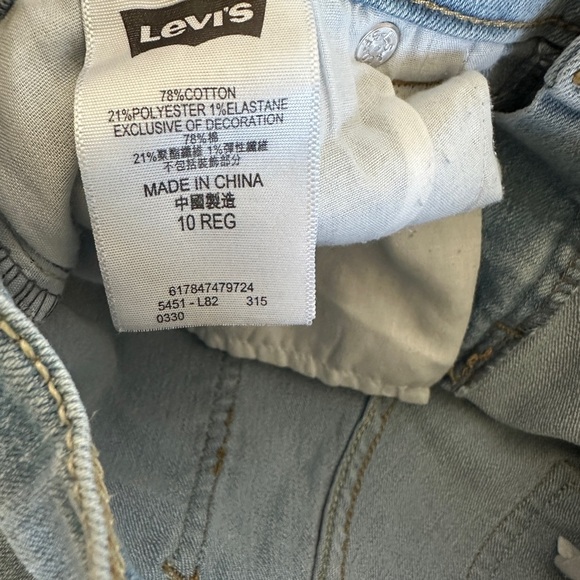 Levi's
78%COTTON
21%POLYESTER 1%ELASTANE
EXCLUSIVE OF DECORATION
78%棉
21%聚酯纖維 1%彈性纖維
不包括裝飾部分
MADE IN CHINA
中國製造
10 REG
617847479724
5451 - L82 315
0330